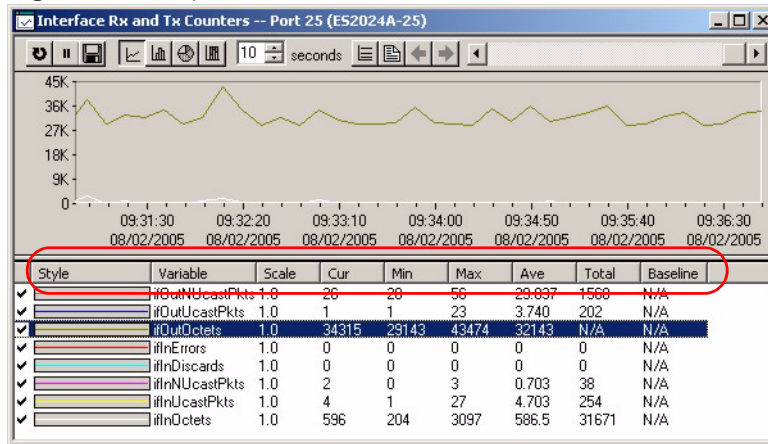 Interface Rx and Tx Counters -- Port 25 (ES2024A-25)
10 seconds
45K
36K
27K
18K
9K
0
09:31:30 09:32:20 09:33:10 09:34:00 09:34:50 09:35:40 09:36:30
08/02/2005 08/02/2005 08/02/2005 08/02/2005 08/02/2005 08/02/2005 08/02/2005
Style Variable Scale Cur Min Max Ave Total Baseline
ifOutNUcastPkts 1.0 26 20 56 29.037 1568 N/A
ifOutUcastPkts 1.0 1 1 23 3.740 202 N/A
ifOutOctets 1.0 34315 29143 43474 32143 N/A N/A
ifInErrors 1.0 0 0 0 0 0 N/A
ifInDiscards 1.0 0 0 0 0 0 N/A
ifInNUcastPkts 1.0 2 0 3 0.703 38 N/A
ifInUcastPkts 1.0 4 1 27 4.703 254 N/A
ifInOctets 1.0 596 204 3097 586.5 31671 N/A